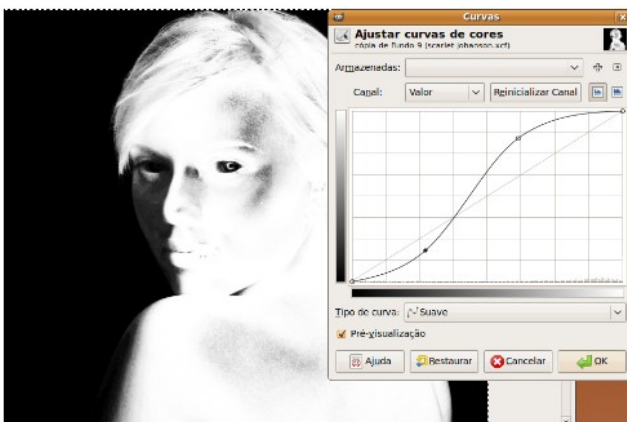 Curvas
Ajustar curvas de cores
cópia de Fundo 9 (scarlet johanson.xcf)
Armazenadas:
Canal: Valor Reinicializar Canal
Tipo de curva: Suave
Pré-visualização
Ajuda Restaurar Cancelar OK